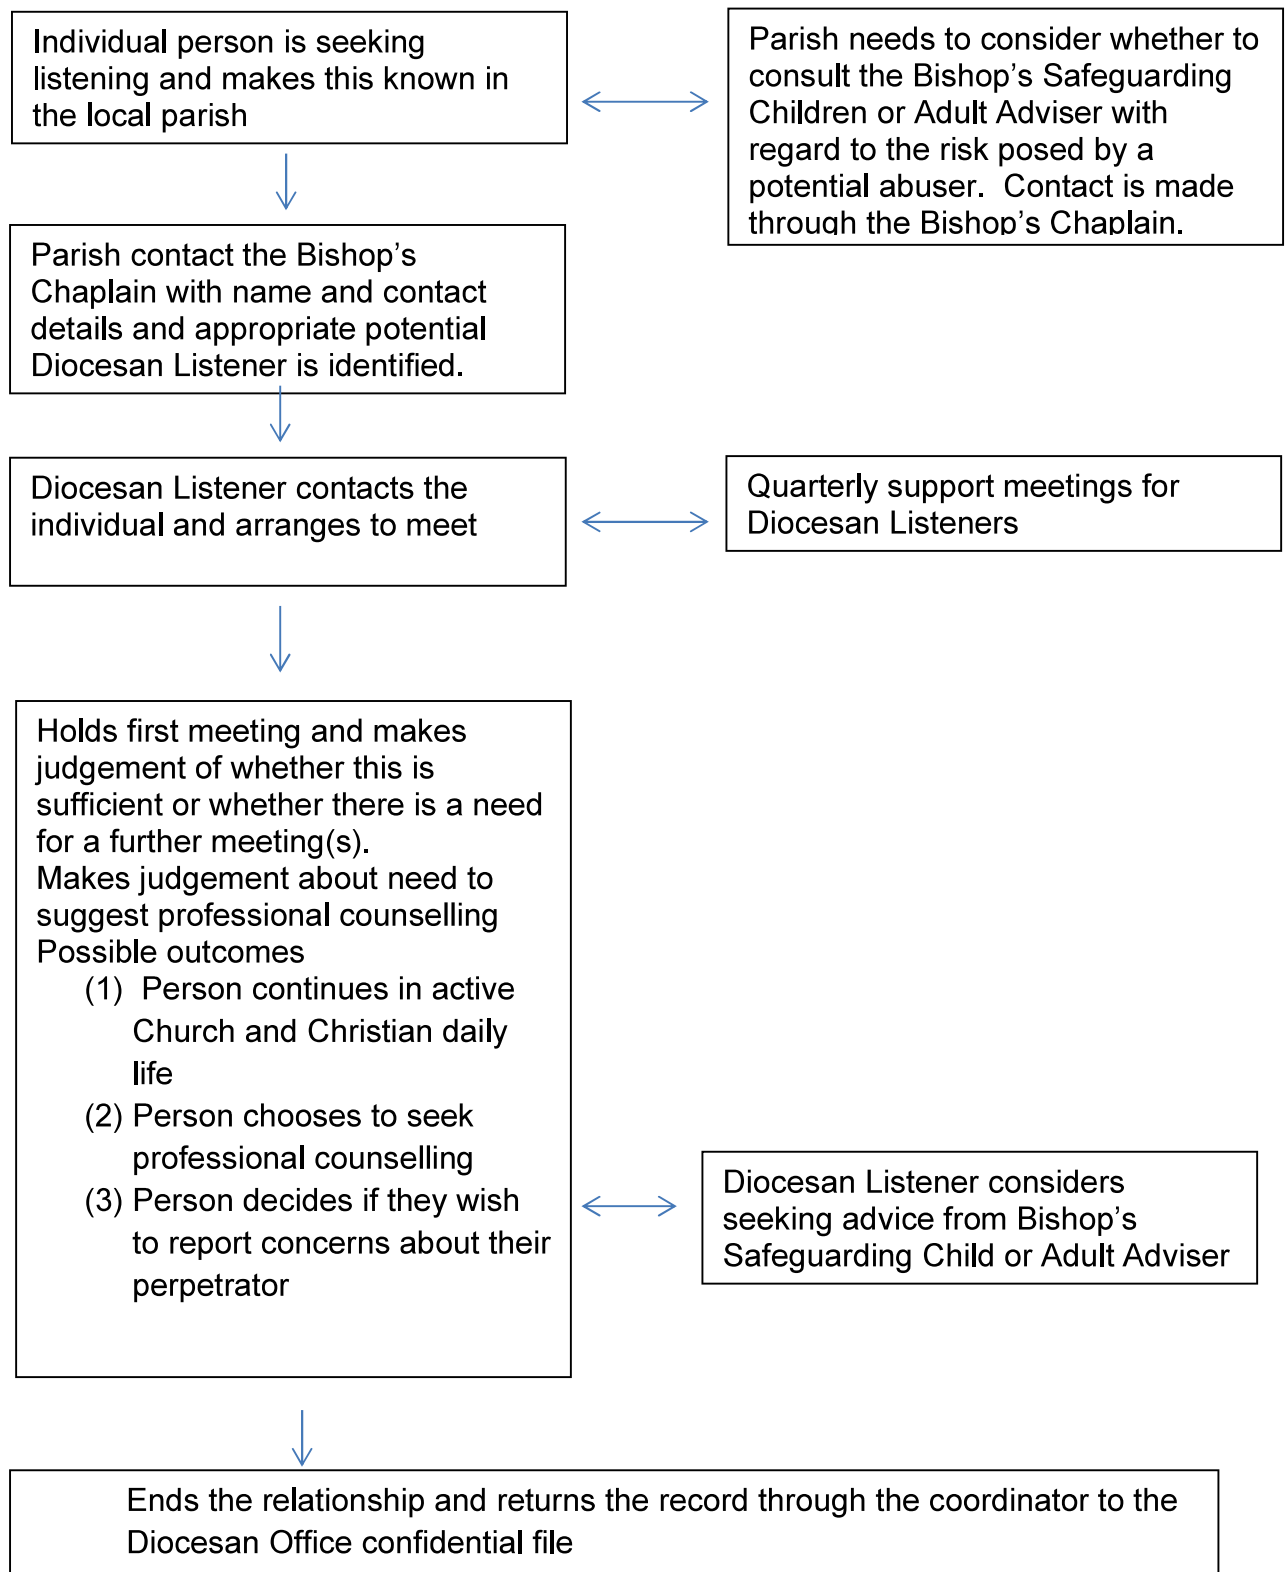 Individual person is seeking
listening and makes this known in
the local parish
Parish needs to consider whether to
consult the Bishop’s Safeguarding
Children or Adult Adviser with
regard to the risk posed by a
potential abuser.  Contact is made
through the Bishop’s Chaplain.
Parish contact the Bishop’s
Chaplain with name and contact
details and appropriate potential
Diocesan Listener is identified.
Diocesan Listener contacts the
individual and arranges to meet
Quarterly support meetings for
Diocesan Listeners
Holds first meeting and makes
judgement of whether this is
sufficient or whether there is a need
for a further meeting(s).
Makes judgement about need to
suggest professional counselling
Possible outcomes
(1)  Person continues in active
Church and Christian daily
life
(2) Person chooses to seek
professional counselling
(3) Person decides if they wish
to report concerns about their
perpetrator
Diocesan Listener considers
seeking advice from Bishop’s
Safeguarding Child or Adult Adviser
Ends the relationship and returns the record through the coordinator to the
Diocesan Office confidential file